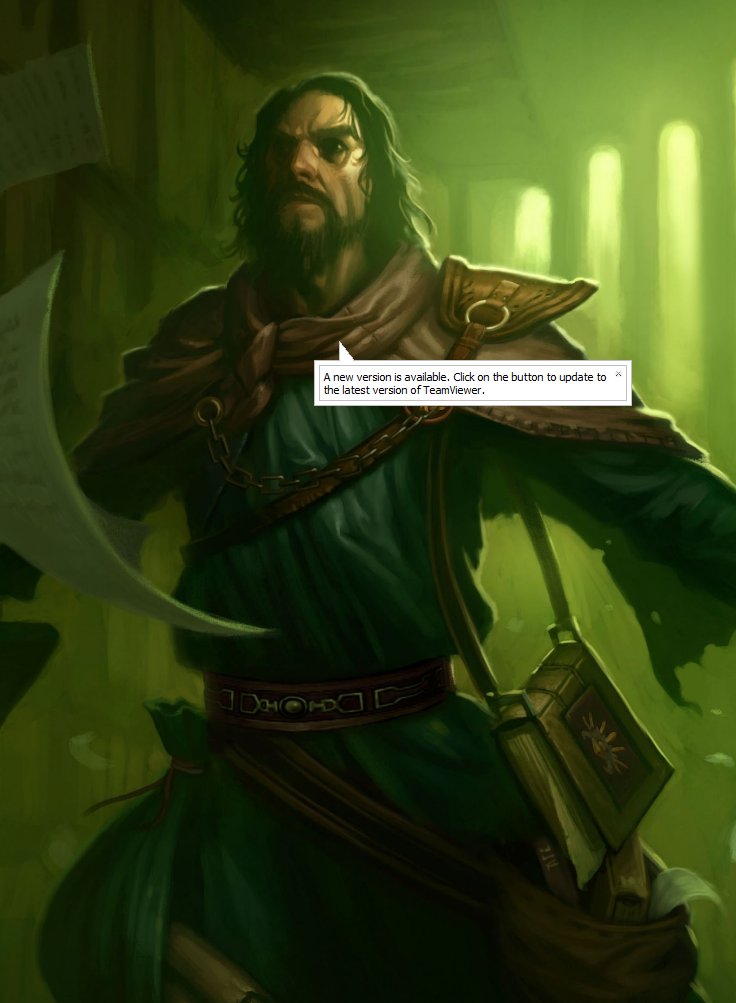 A new version is available. Click on the button to update to
the latest version of TeamViewer.